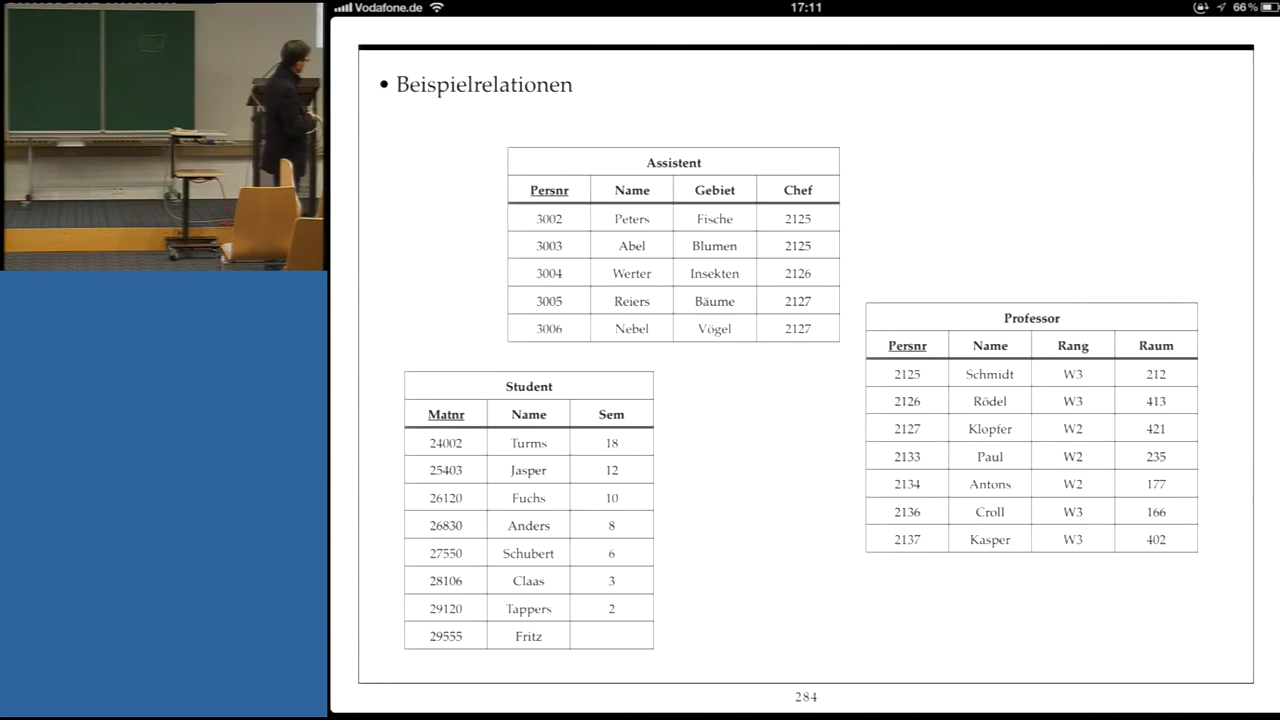 Vodafone.de 17:11 66%
• Beispielrelationen
Assistent
Persnr Name Gebiet Chef
3002 Peters Fische 2125
3003 Abel Blumen 2125
3004 Werter Insekten 2126
3005 Reiers Bäume 2127
3006 Nebel Vögel 2127
Professor
Persnr Name Rang Raum
2125 Schmidt W3 212
2126 Rödel W3 413
2127 Klopfer W2 421
2133 Paul W2 235
2134 Antons W2 177
2136 Croll W3 166
2137 Kasper W3 402
Student
Matnr Name Sem
24002 Turms 18
25403 Jasper 12
26120 Fuchs 10
26830 Anders 8
27550 Schubert 6
28106 Claas 3
29120 Tappers 2
29555 Fritz
284